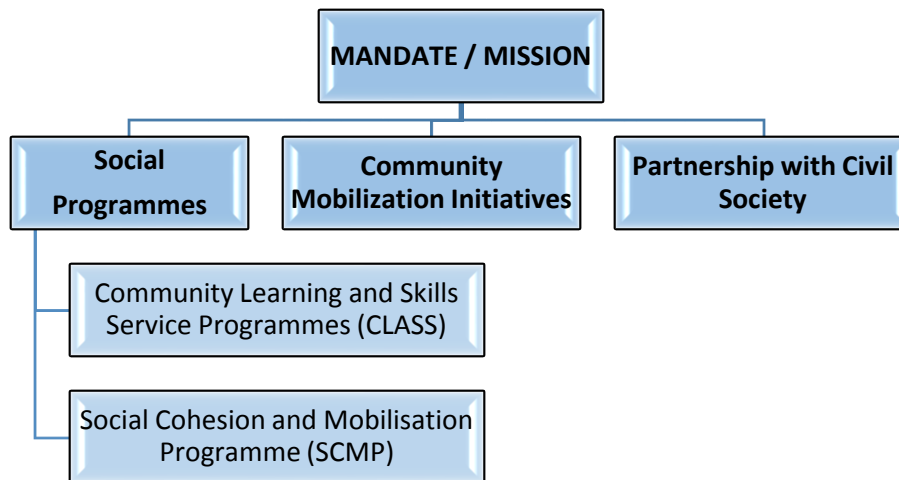 MANDATE / MISSION
Social
Programmes
Community
Mobilization Initiatives
Partnership with Civil
Society
Community Learning and Skills
Service Programmes (CLASS)
Social Cohesion and Mobilisation
Programme (SCMP)